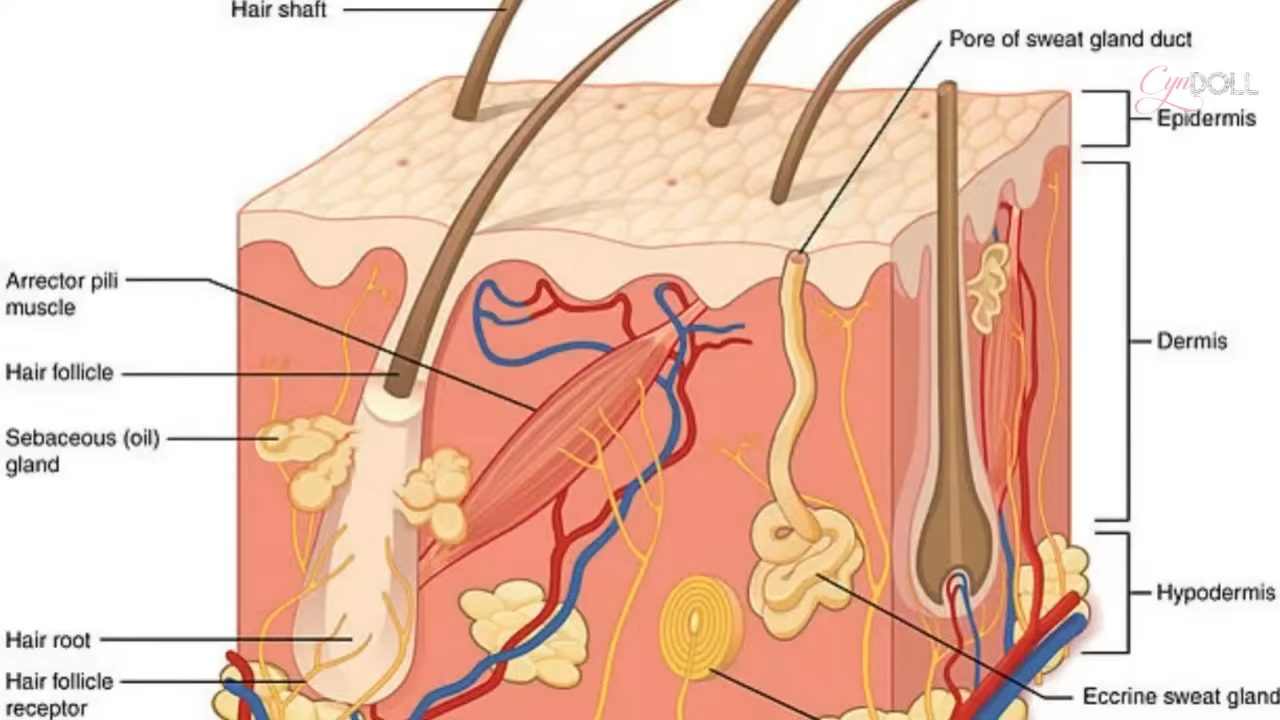 Hair shaft
Pore of sweat gland duct
CynDOLL
Epidermis
Arrector pili
muscle
Dermis
Hair follicle
Sebaceous (oil)
gland
Hypodermis
Hair root
Hair follicle
receptor
Eccrine sweat gland